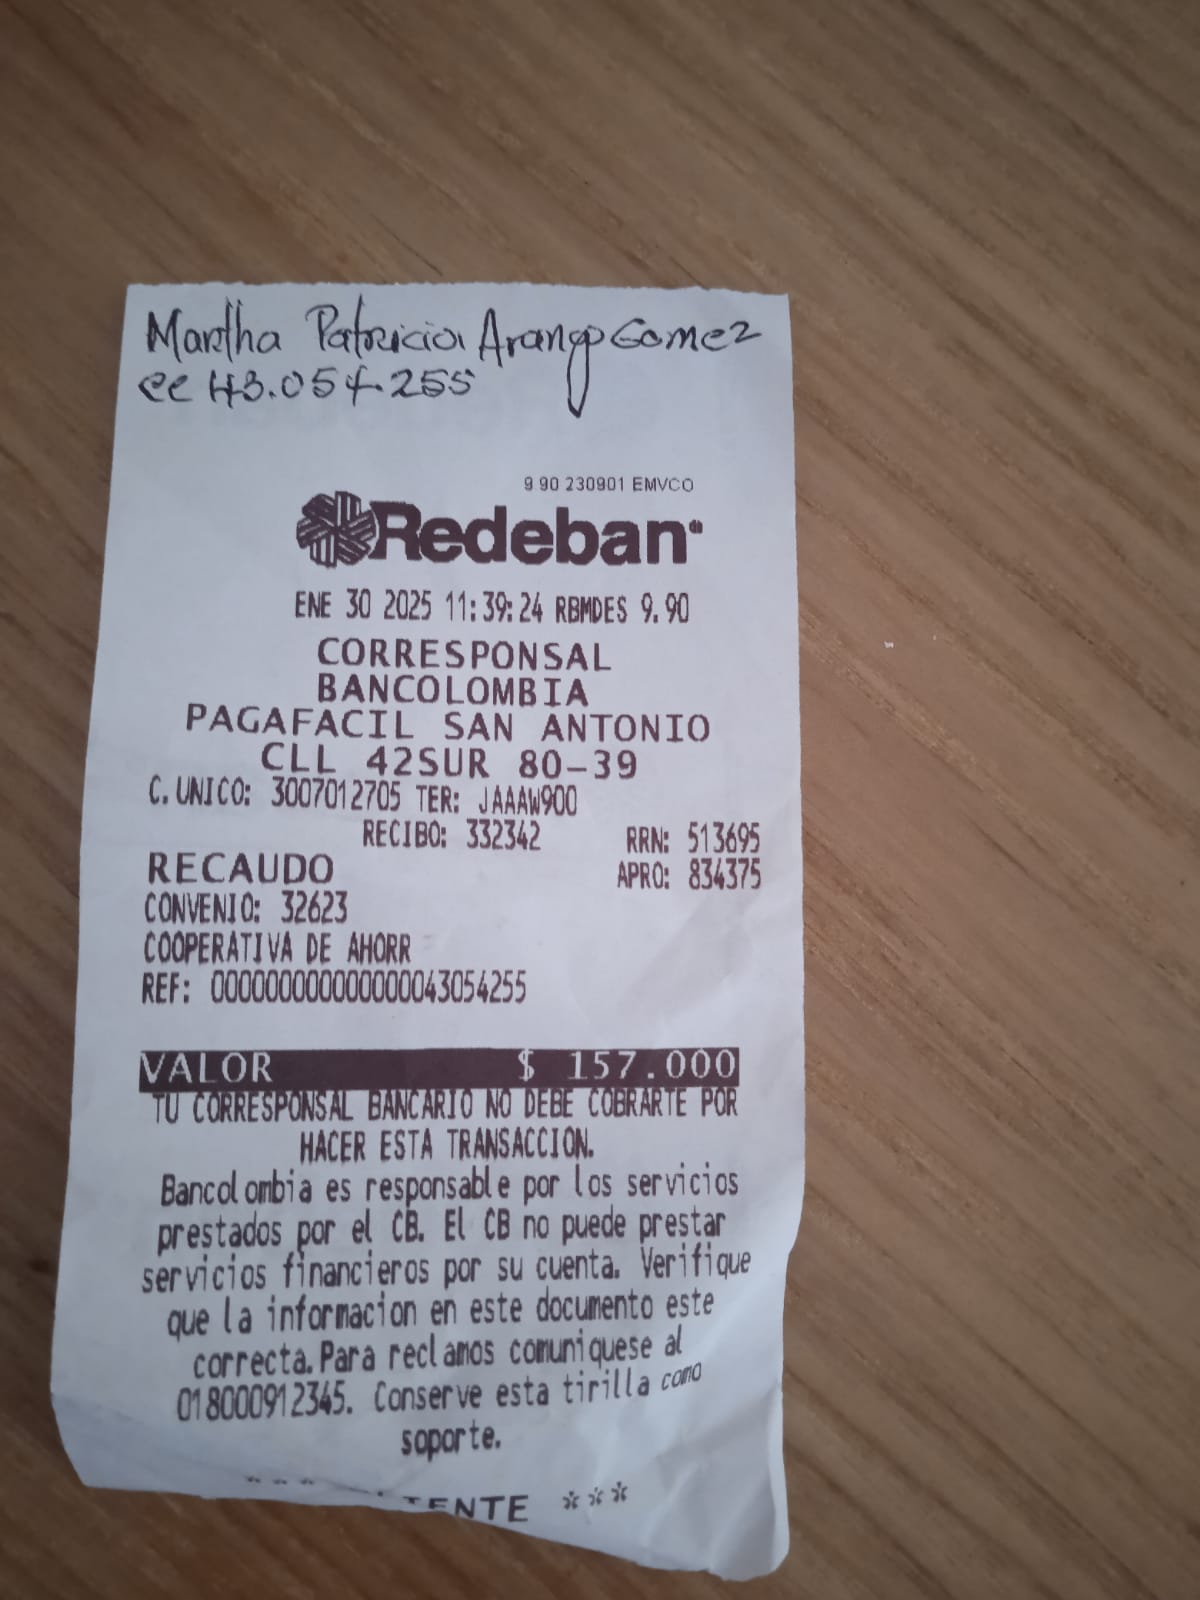 Martha Patricia Arango Gomez
cc 43.054.255
9 90 230901 EMVCO
Redeban
ENE 30 2025 11:39:24 RBMDES 9.90
CORRESPONSAL
BANCOLOMBIA
PAGAFACIL SAN ANTONIO
CLL 42SUR 80-39
C. UNICO: 3007012705 TER: JAAAW900
RECIBO: 332342 RRN: 513695
RECAUDO APRO: 834375
CONVENIO: 32623
COOPERATIVA DE AHORR
REF: 000000000000000043054255
VALOR $ 157.000
TU CORRESPONSAL BANCARIO NO DEBE COBRARTE POR
HACER ESTA TRANSACCION.
Bancolombia es responsable por los servicios
prestados por el CB. El CB no puede prestar
servicios financieros por su cuenta. Verifique
que la informacion en este documento este
correcta. Para reclamos comuniquese al
018000912345. Conserve esta tirilla como
soporte.